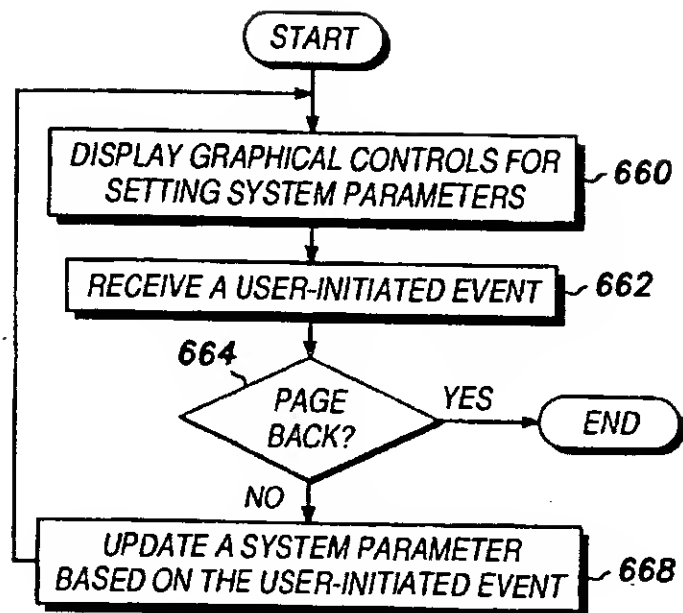 START
DISPLAY GRAPHICAL CONTROLS FOR
SETTING SYSTEM PARAMETERS
660
RECEIVE A USER-INITIATED EVENT
662
664
PAGE
BACK?
YES
END
NO
UPDATE A SYSTEM PARAMETER
BASED ON THE USER-INITIATED EVENT
668